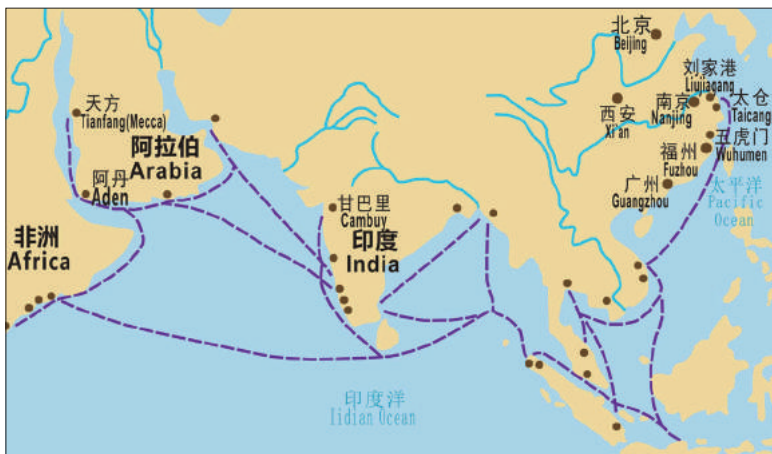 北京
Beijing
刘家港
Liujiagang
天方
Tianfang(Mecca)
西安
Xi'an
南京
Nanjing
太仓
Taicang
五虎门
Wuhumen
阿拉伯
Arabia
福州
Fuzhou
阿丹
Aden
甘巴里
Cambuy
广州
Guangzhou
太平洋
Pacific
Ocean
非洲
Africa
印度
India
印度洋
Iidian Ocean